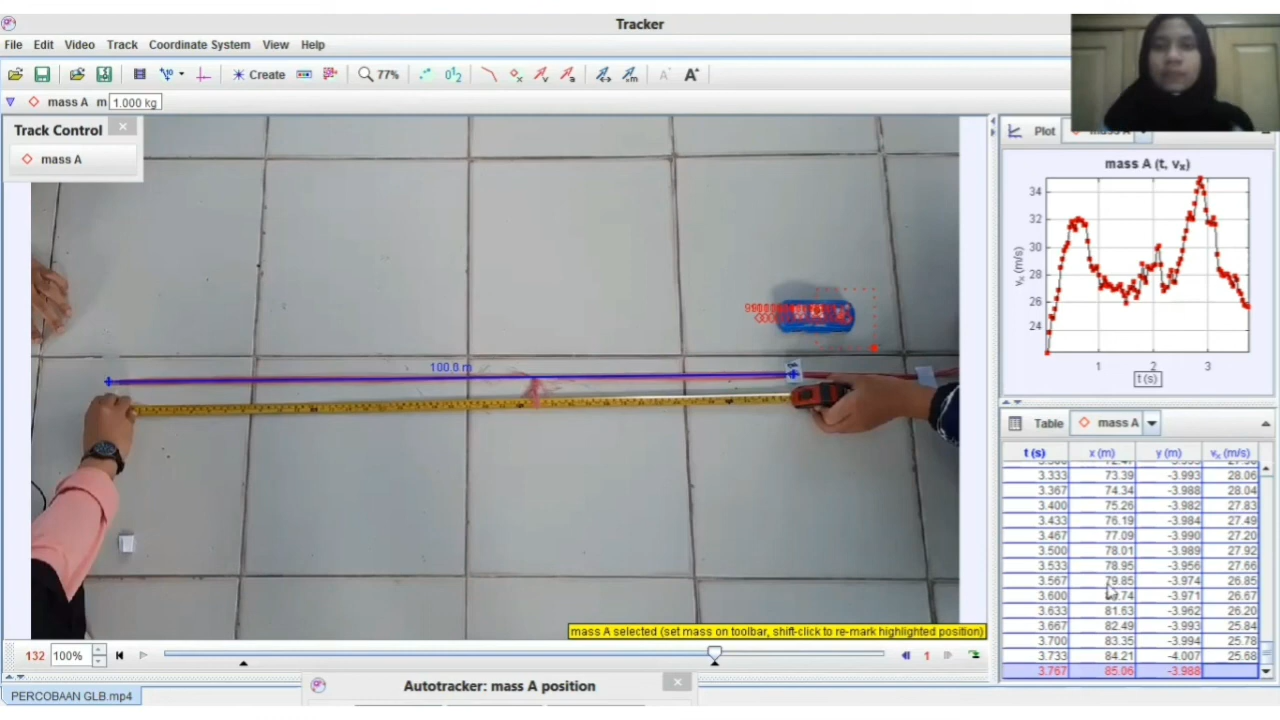 Tracker
File Edit Video Track Coordinate System View Help
Create 77%
mass A m 1.000 kg
Track Control
mass A
Plot mass A
mass A (t, vx)
34
32
30
28
26
24
vx (m/s)
1 2 3
t (s)
100.0 m
Table mass A
t (s) x (m) y (m) vx (m/s)
3.333 73.39 -3.993 28.06
3.367 74.34 -3.988 28.04
3.400 75.26 -3.982 27.83
3.433 76.19 -3.984 27.49
3.467 77.09 -3.990 27.20
3.500 78.01 -3.989 27.92
3.533 78.95 -3.956 27.66
3.567 79.85 -3.974 26.85
3.600 .74 -3.971 26.67
3.633 81.63 -3.962 26.20
3.667 82.49 -3.993 25.84
3.700 83.35 -3.994 25.78
3.733 84.21 -4.007 25.68
3.767 85.06 -3.988
mass A selected (set mass on toolbar, shift-click to re-mark highlighted position)
132 100% 1
Autotracker: mass A position
PERCOBAAN GLB.mp4